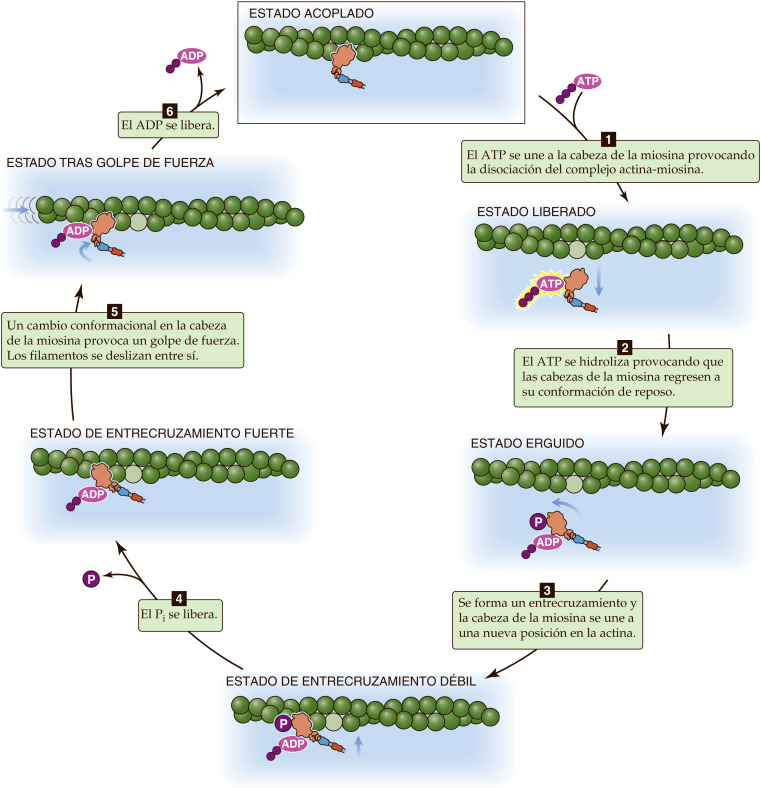 ESTADO ACOPLADO
ADP
6
El ADP se libera.
ATP
1
El ATP se une a la cabeza de la miosina provocando
la disociación del complejo actina-miosina.
ESTADO LIBERADO
ATP
2
El ATP se hidroliza provocando que
las cabezas de la miosina regresen a
su conformación de reposo.
ESTADO ERGUIDO
P
ADP
3
Se forma un entrecruzamiento y
la cabeza de la miosina se une a
una nueva posición en la actina.
ESTADO DE ENTRECRUZAMIENTO DÉBIL
P
ADP
4
El Pi se libera.
P
ESTADO DE ENTRECRUZAMIENTO FUERTE
ADP
5
Un cambio conformacional en la cabeza
de la miosina provoca un golpe de fuerza.
Los filamentos se deslizan entre sí.
ESTADO TRAS GOLPE DE FUERZA
ADP